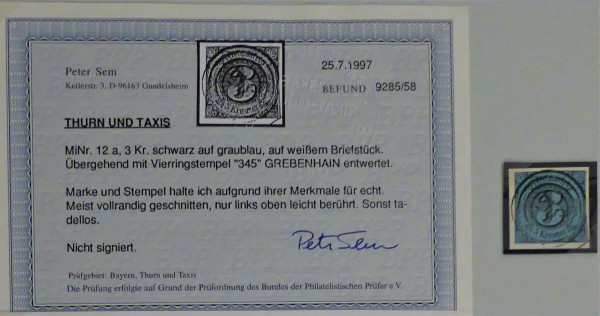 Peter Sem
Kellerstr. 3, D-96163 Gundelsheim
25.7.1997
BEFUND 9285/58
THURN UND TAXIS
MiNr. 12 a, 3 Kr. schwarz auf graublau, auf weißem Briefstück.
Übergehend mit Vierringstempel "345" GREBENHAIN entwertet.
Marke und Stempel halte ich aufgrund ihrer Merkmale für echt.
Meist vollrandig geschnitten, nur links oben leicht berührt. Sonst ta-
dellos.
Nicht signiert.
Peter Sem
Prüfgebiet: Bayern, Thurn und Taxis
Die Prüfung erfolgte auf Grund der Prüfordnung des Bundes der Philatelistischen Prüfer e.V.